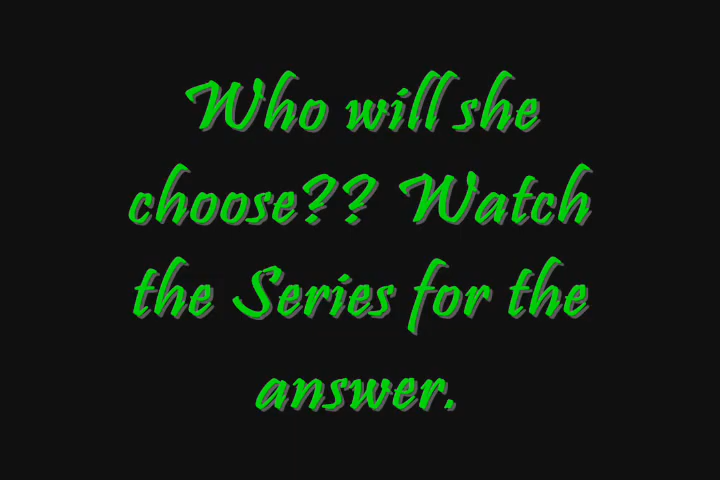 Who will she
choose?? Watch
the Series for the
answer.